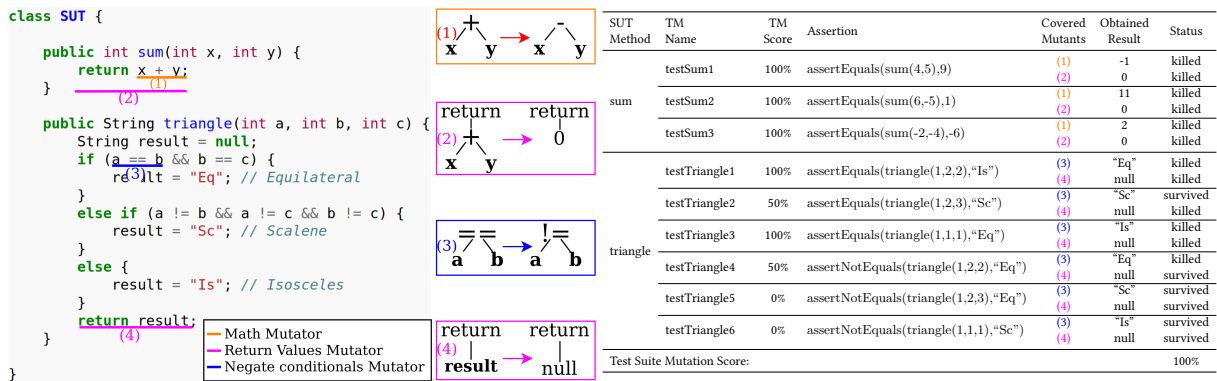 class SUT {
public int sum(int x, int y) {
return x + y;
(1)
}
(2)
public String triangle(int a, int b, int c) {
String result = null;
if (a == b && b == c) {
(3)
result = "Eq"; // Equilateral
}
else if (a != b && a != c && b != c) {
result = "Sc"; // Scalene
}
else {
result = "Is"; // Isosceles
}
return result;
(4)
}
}
Math Mutator
Return Values Mutator
Negate conditionals Mutator
(1) + x y - x y
(2) return + x y return 0
(3) == a b != a b
(4) return result return null
SUT Method TM Name TM Score Assertion Covered Mutants Obtained Result Status
sum
testSum1 100% assertEquals(sum(4,5),9) (1) -1 killed
(2) 0 killed
testSum2 100% assertEquals(sum(6,-5),1) (1) 11 killed
(2) 0 killed
testSum3 100% assertEquals(sum(-2,-4),-6) (1) 2 killed
(2) 0 killed
triangle
testTriangle1 100% assertEquals(triangle(1,2,2),“Is”) (3) “Eq” killed
(4) null killed
testTriangle2 50% assertEquals(triangle(1,2,3),“Sc”) (3) “Sc” survived
(4) null killed
testTriangle3 100% assertEquals(triangle(1,1,1),“Eq”) (3) “Is” killed
(4) null killed
testTriangle4 50% assertNotEquals(triangle(1,2,2),“Eq”) (3) “Eq” killed
(4) null survived
testTriangle5 0% assertNotEquals(triangle(1,2,3),“Eq”) (3) “Sc” survived
(4) null survived
testTriangle6 0% assertNotEquals(triangle(1,1,1),“Sc”) (3) “Is” survived
(4) null survived
Test Suite Mutation Score: 100%